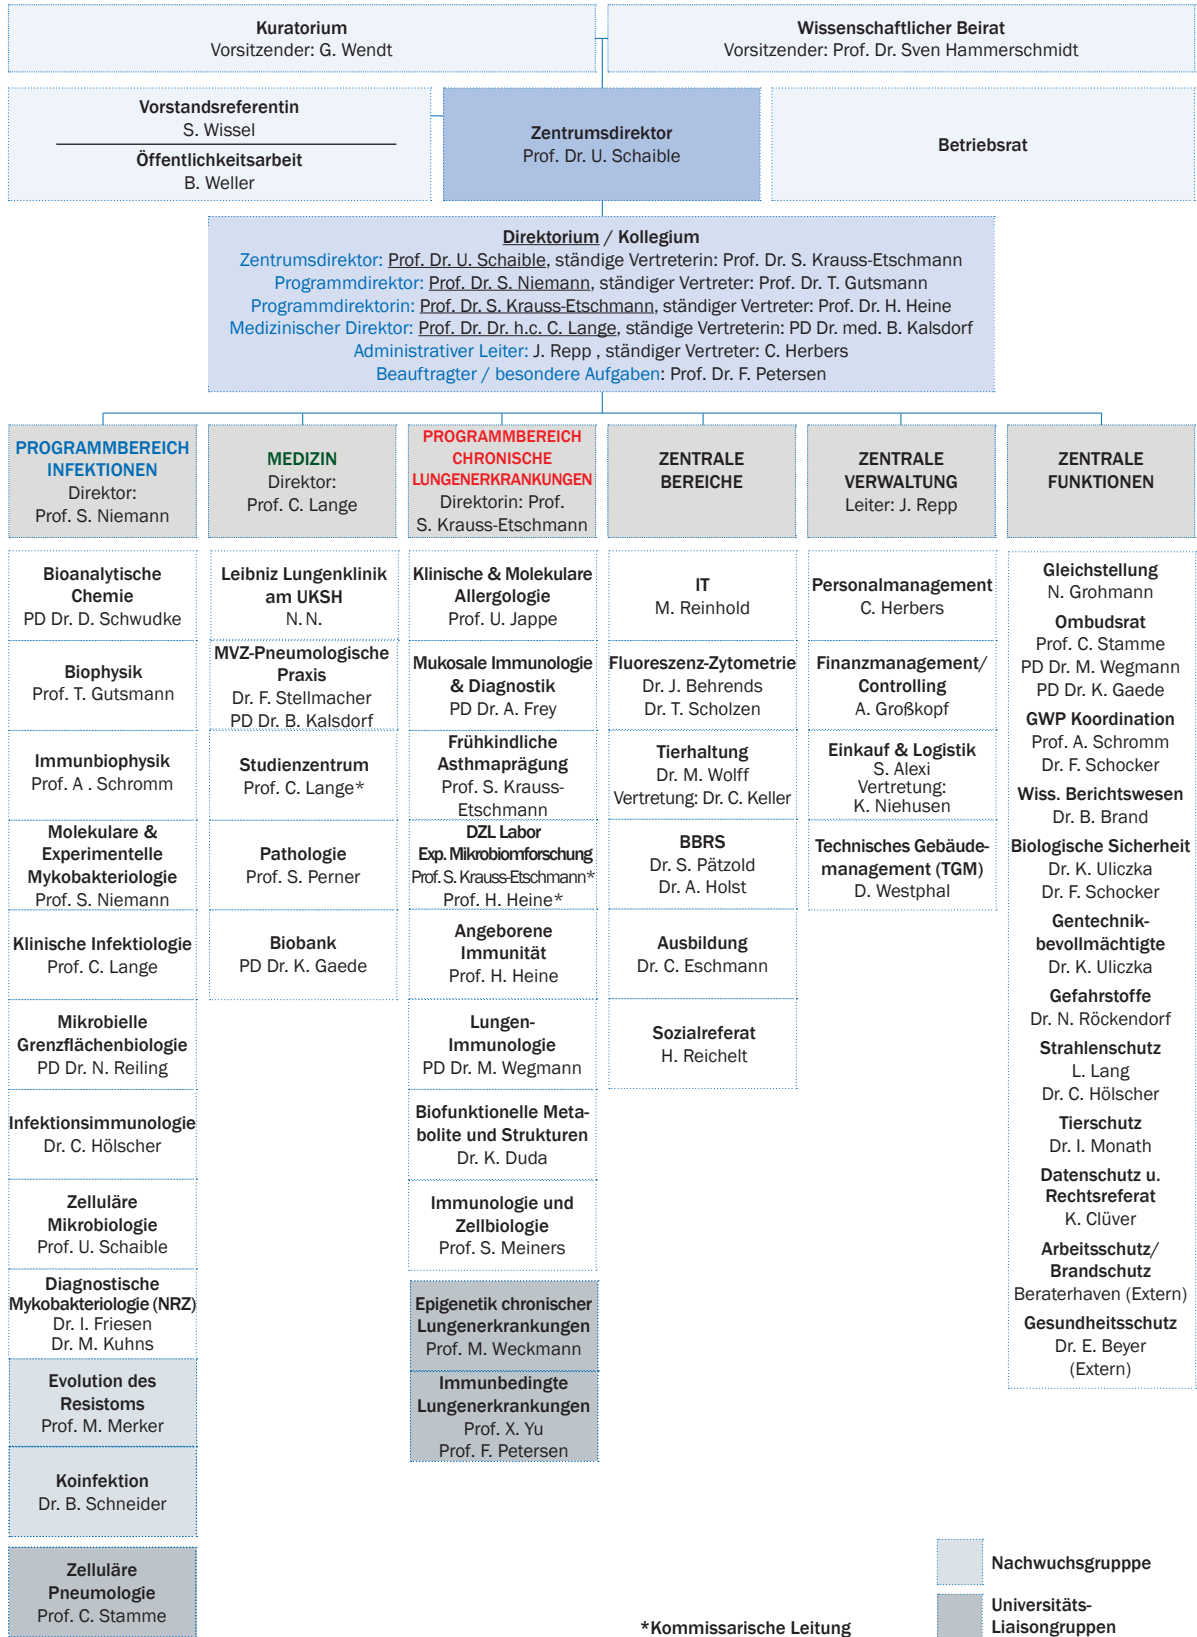 Kuratorium
Vorsitzender: G. Wendt
Wissenschaftlicher Beirat
Vorsitzender: Prof. Dr. Sven Hammerschmidt
Vorstandsreferentin
S. Wissel
Öffentlichkeitsarbeit
B. Weller
Zentrumsdirektor
Prof. Dr. U. Schaible
Betriebsrat
Direktorium / Kollegium
Zentrumsdirektor: Prof. Dr. U. Schaible, ständige Vertreterin: Prof. Dr. S. Krauss-Etschmann
Programmdirektor: Prof. Dr. S. Niemann, ständiger Vertreter: Prof. Dr. T. Gutsmann
Programmdirektorin: Prof. Dr. S. Krauss-Etschmann, ständiger Vertreter: Prof. Dr. H. Heine
Medizinischer Direktor: Prof. Dr. Dr. h.c. C. Lange, ständige Vertreterin: PD Dr. med. B. Kalsdorf
Administrativer Leiter: J. Repp , ständiger Vertreter: C. Herbers
Beauftragter / besondere Aufgaben: Prof. Dr. F. Petersen
PROGRAMMBEREICH
INFEKTIONEN
Direktor:
Prof. S. Niemann
Bioanalytische
Chemie
PD Dr. D. Schwudke
Biophysik
Prof. T. Gutsmann
Immunbiophysik
Prof. A . Schromm
Molekulare &
Experimentelle
Mykobakteriologie
Prof. S. Niemann
Klinische Infektiologie
Prof. C. Lange
Mikrobielle
Grenzflächenbiologie
PD Dr. N. Reiling
Infektionsimmunologie
Dr. C. Hölscher
Zelluläre
Mikrobiologie
Prof. U. Schaible
Diagnostische
Mykobakteriologie (NRZ)
Dr. I. Friesen
Dr. M. Kuhns
Evolution des
Resistoms
Prof. M. Merker
Koinfektion
Dr. B. Schneider
Zelluläre
Pneumologie
Prof. C. Stamme
MEDIZIN
Direktor:
Prof. C. Lange
Leibniz Lungenklinik
am UKSH
N. N.
MVZ-Pneumologische
Praxis
Dr. F. Stellmacher
PD Dr. B. Kalsdorf
Studienzentrum
Prof. C. Lange*
Pathologie
Prof. S. Perner
Biobank
PD Dr. K. Gaede
PROGRAMMBEREICH
CHRONISCHE
LUNGENERKRANKUNGEN
Direktorin: Prof.
S. Krauss-Etschmann
Klinische & Molekulare
Allergologie
Prof. U. Jappe
Mukosale Immunologie
& Diagnostik
PD Dr. A. Frey
Frühkindliche
Asthmaprägung
Prof. S. Krauss-
Etschmann
DZL Labor
Exp. Mikrobiomforschung
Prof. S. Krauss-Etschmann*
Prof. H. Heine*
Angeborene
Immunität
Prof. H. Heine
Lungen-
Immunologie
PD Dr. M. Wegmann
Biofunktionelle Meta-
bolite und Strukturen
Dr. K. Duda
Immunologie und
Zellbiologie
Prof. S. Meiners
Epigenetik chronischer
Lungenerkrankungen
Prof. M. Weckmann
Immunbedingte
Lungenerkrankungen
Prof. X. Yu
Prof. F. Petersen
ZENTRALE
BEREICHE
IT
M. Reinhold
Fluoreszenz-Zytometrie
Dr. J. Behrends
Dr. T. Scholzen
Tierhaltung
Dr. M. Wolff
Vertretung: Dr. C. Keller
BBRS
Dr. S. Pätzold
Dr. A. Holst
Ausbildung
Dr. C. Eschmann
Sozialreferat
H. Reichelt
ZENTRALE
VERWALTUNG
Leiter: J. Repp
Personalmanagement
C. Herbers
Finanzmanagement/
Controlling
A. Großkopf
Einkauf & Logistik
S. Alexi
Vertretung:
K. Niehusen
Technisches Gebäude-
management (TGM)
D. Westphal
ZENTRALE
FUNKTIONEN
Gleichstellung
N. Grohmann
Ombudsrat
Prof. C. Stamme
PD Dr. M. Wegmann
PD Dr. K. Gaede
GWP Koordination
Prof. A. Schromm
Dr. F. Schocker
Wiss. Berichtswesen
Dr. B. Brand
Biologische Sicherheit
Dr. K. Uliczka
Dr. F. Schocker
Gentechnik-
bevollmächtigte
Dr. K. Uliczka
Gefahrstoffe
Dr. N. Röckendorf
Strahlenschutz
L. Lang
Dr. C. Hölscher
Tierschutz
Dr. I. Monath
Datenschutz u.
Rechtsreferat
K. Clüver
Arbeitsschutz/
Brandschutz
Beraterhaven (Extern)
Gesundheitsschutz
Dr. E. Beyer
(Extern)
Nachwuchsgrupppe
Universitäts-
Liaisongruppen
*Kommissarische Leitung